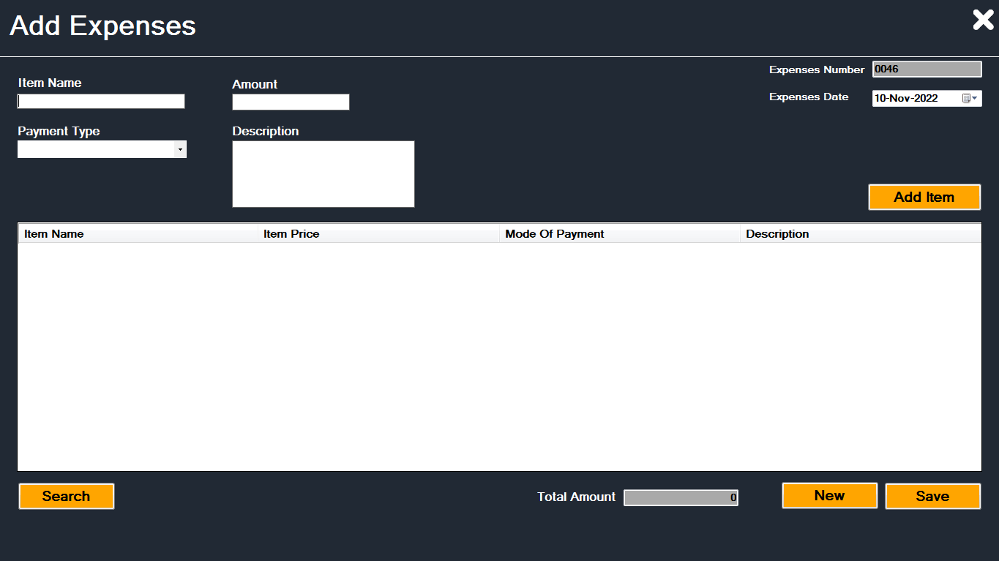 Add Expenses
Expenses Number 0046
Item Name
Amount
Expenses Date 10-Nov-2022
Payment Type
Description
Add Item
Item Name Item Price Mode Of Payment Description
Search
Total Amount 0
New
Save